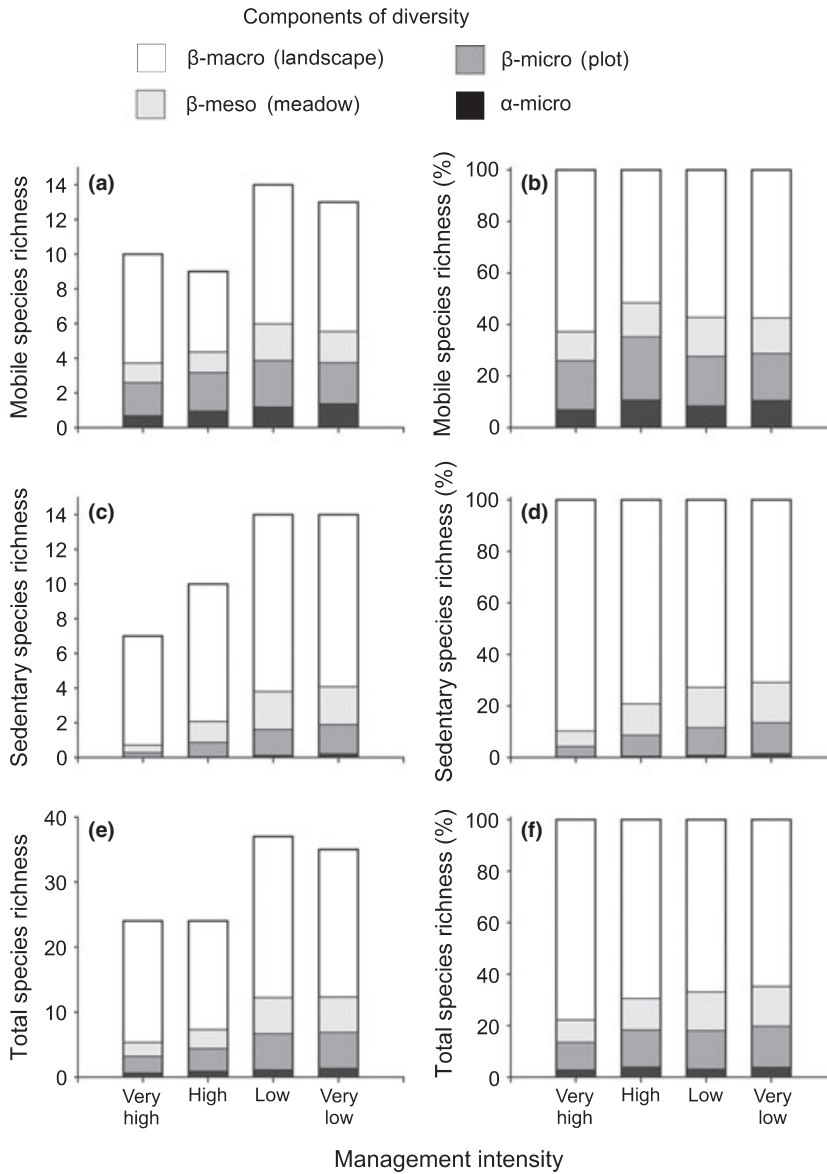 Components of diversity
β-macro (landscape)
β-micro (plot)
β-meso (meadow)
α-micro
(a)
Mobile species richness
14
12
10
8
6
4
2
0
(b)
Mobile species richness (%)
100
80
60
40
20
0
(c)
Sedentary species richness
14
12
10
8
6
4
2
0
(d)
Sedentary species richness (%)
100
80
60
40
20
0
(e)
Total species richness
40
30
20
10
0
Very high
High
Low
Very low
(f)
Total species richness (%)
100
80
60
40
20
0
Very high
High
Low
Very low
Management intensity